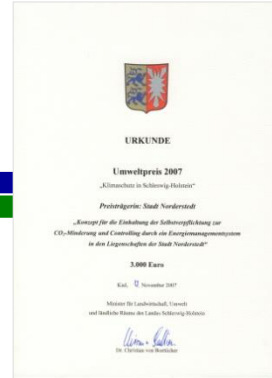 URKUNDE
Umweltpreis 2007
„Klimaschutz in Schleswig-Holstein“
Preisträgerin: Stadt Norderstedt
„Konzept für die Einhaltung der Selbstverpflichtung zur
CO₂-Minderung und Controlling durch ein Energiemanagementsystem
in den Liegenschaften der Stadt Norderstedt“
3.000 Euro
Kiel, November 2007
Minister für Landwirtschaft, Umwelt
und ländliche Räume des Landes Schleswig-Holstein
Dr. Christian von Boetticher